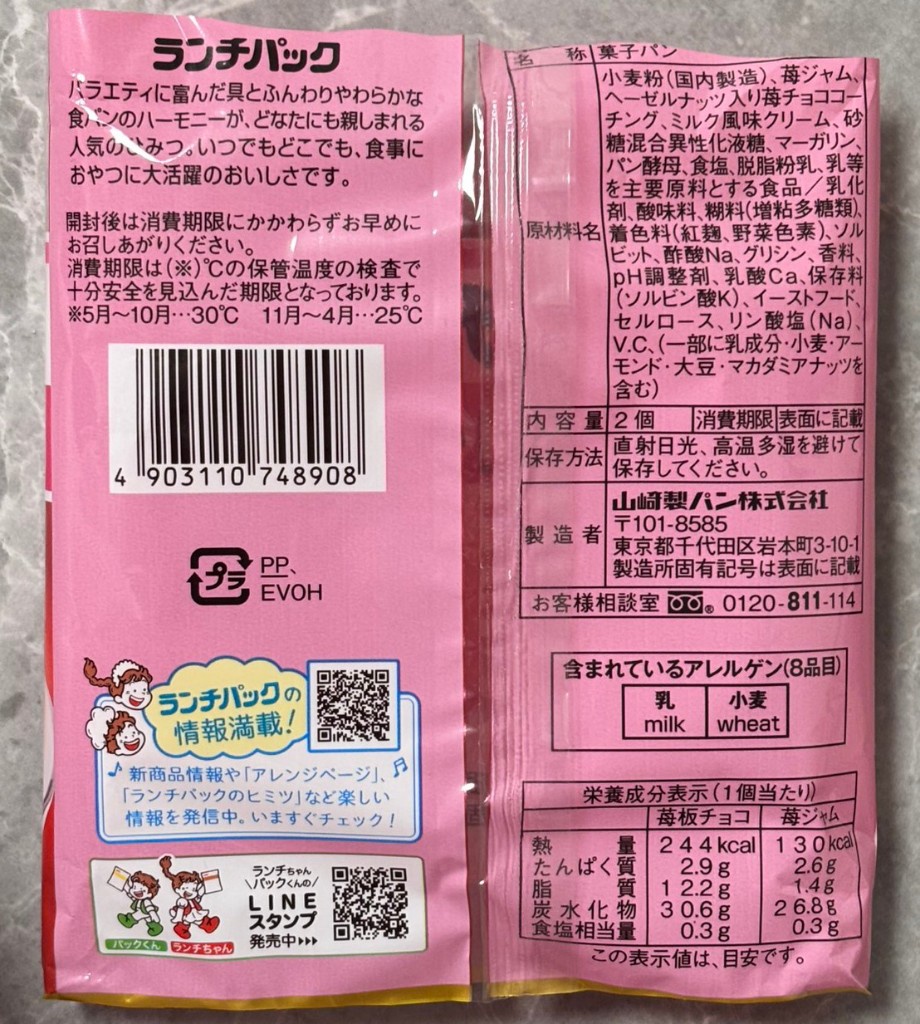 ランチパック
バラエティに富んだ具とふんわりやわらかな
食パンのハーモニーが、どなたにも親しまれる
人気のひみつ。いつでもどこでも、食事に
おやつに大活躍のおいしさです。
開封後は消費期限にかかわらずお早めに
お召しあがりください。
消費期限は(※)℃の保管温度の検査で
十分安全を見込んだ期限となっております。
※5月〜10月…30℃ 11月〜4月…25℃
4 903110 748908
プラ PP、
EVOH
ランチパックの
情報満載!
新商品情報や「アレンジページ」、
「ランチパックのヒミツ」など楽しい
情報を発信中。いますぐチェック!
ランチちゃん
パックくんの
LINE
スタンプ
発売中
パックくん ランチちゃん
名称 菓子パン
原材料名
小麦粉(国内製造)、苺ジャム、
ヘーゼルナッツ入り苺チョココー
チング、ミルク風味クリーム、砂
糖混合異性化液糖、マーガリン、
パン酵母、食塩、脱脂粉乳、乳等
を主要原料とする食品/乳化
剤、酸味料、糊料(増粘多糖類)、
着色料(紅麹、野菜色素)、ソル
ビット、酢酸Na、グリシン、香料、
pH調整剤、乳酸Ca、保存料
(ソルビン酸K)、イーストフード、
セルロース、リン酸塩(Na)、
V.C、(一部に乳成分・小麦・アー
モンド・大豆・マカダミアナッツを
含む)
内容量 2個 消費期限 表面に記載
保存方法 直射日光、高温多湿を避けて
保存してください。
製造者
山崎製パン株式会社
〒101-8585
東京都千代田区岩本町3-10-1
製造所固有記号は表面に記載
お客様相談室 ® 0120-811-114
含まれているアレルゲン(8品目)
乳 小麦
milk wheat
栄養成分表示(1個当たり)
苺板チョコ 苺ジャム
熱量 244kcal 130kcal
たんぱく質 2.9g 2.6g
脂質 12.2g 1.4g
炭水化物 30.6g 26.8g
食塩相当量 0.3g 0.3g
この表示値は、目安です。